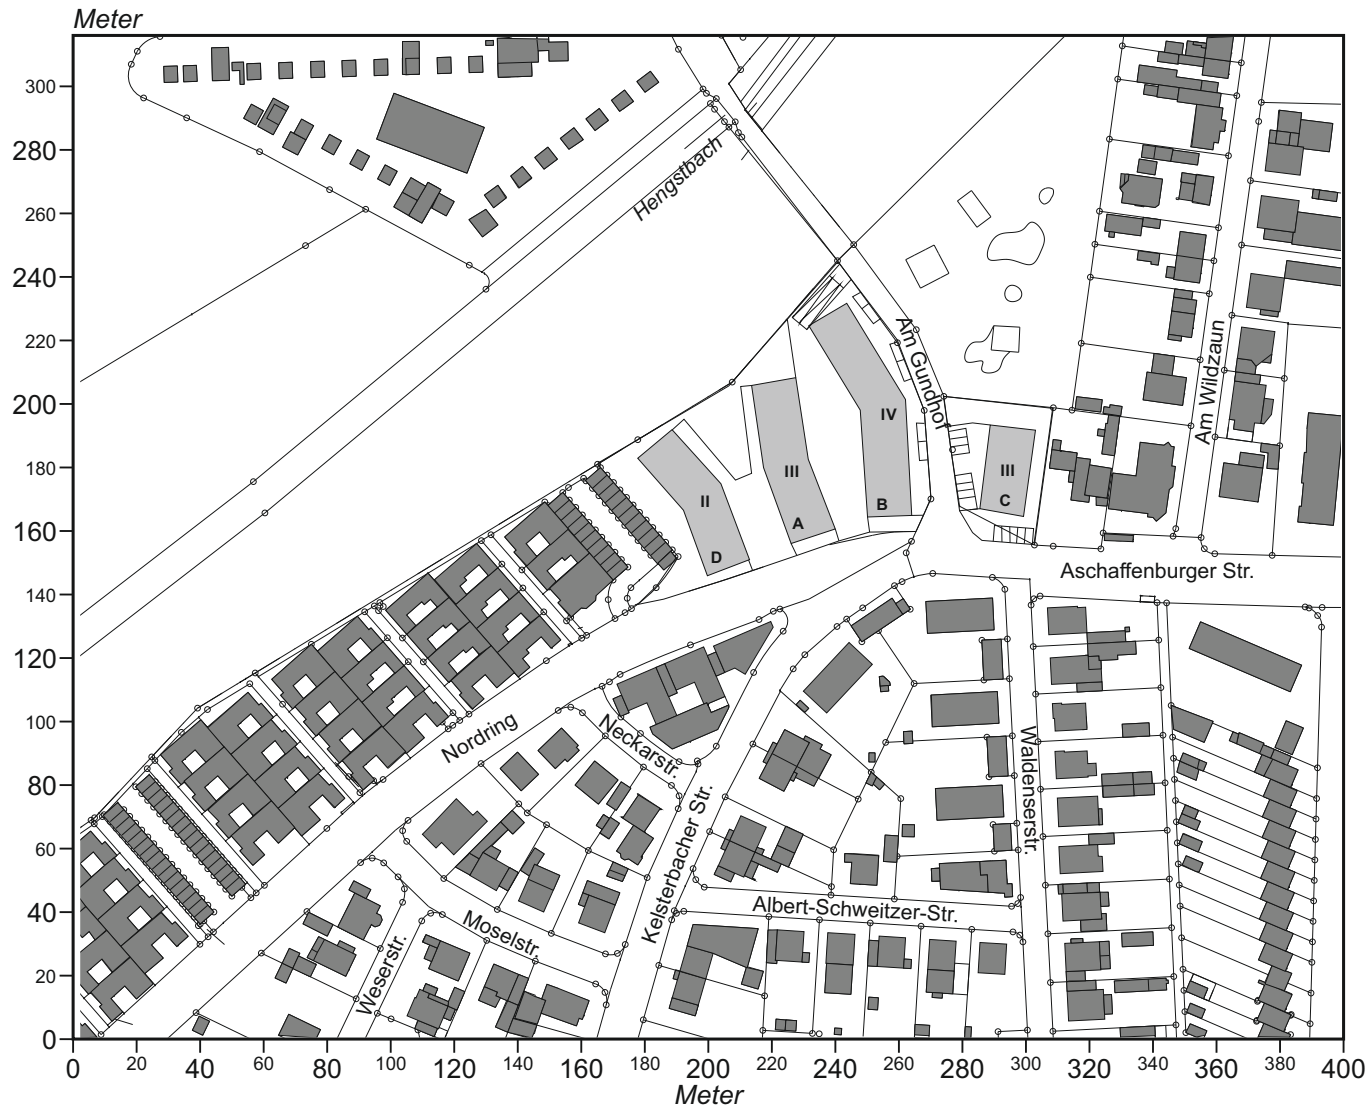 Meter
300
280
260
240
220
200
180
160
140
120
100
80
60
40
20
0
Hengstbach
Am Gundhof
Am Wildzaun
IV
III
III
II
B
C
A
D
Aschaffenburger Str.
Nordring
Neckarstr.
Waldenserstr.
Kelsterbacher Str.
Albert-Schweitzer-Str.
Moselstr.
Weserstr.
0 20 40 60 80 100 120 140 160 180 200 220 240 260 280 300 320 340 360 380 400
Meter